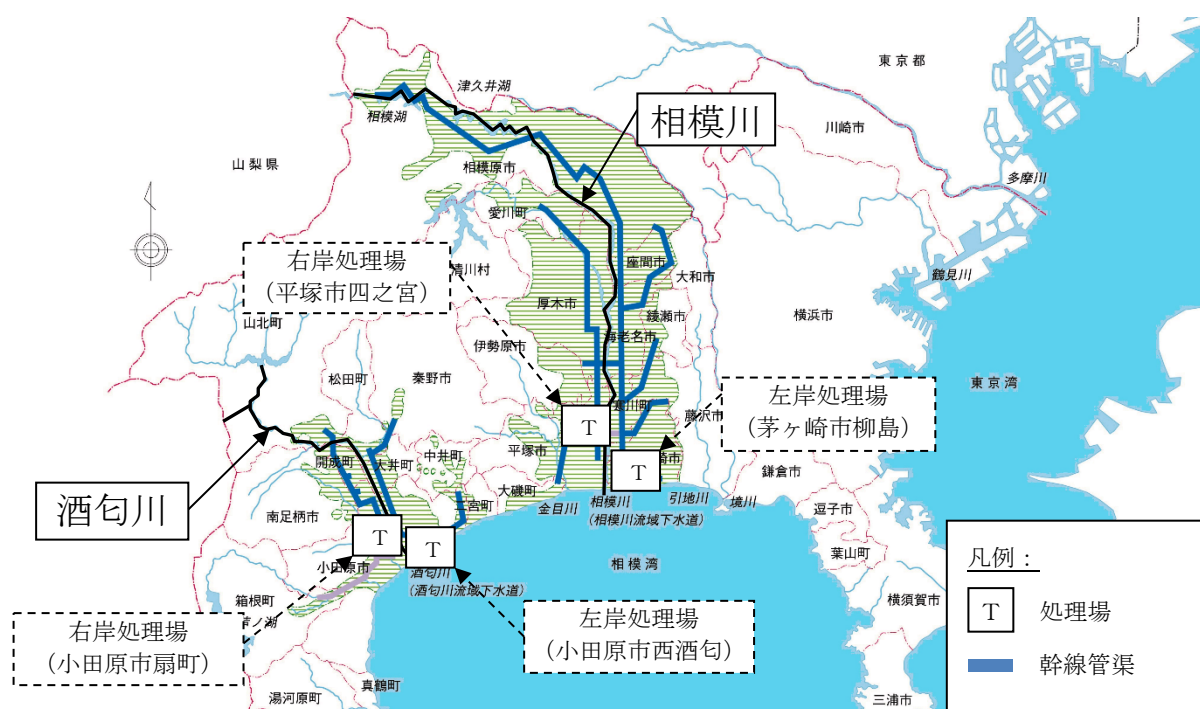 東京都
津久井湖
相模川
川崎市
相模湖
山梨県
相模原市
多摩川
愛川町
右岸処理場
（平塚市四之宮）
清川村
座間市
大和市
鶴見川
厚木市
綾瀬市
横浜市
山北町
海老名市
伊勢原市
東京湾
松田町
秦野市
左岸処理場
（茅ヶ崎市柳島）
寒川町
藤沢市
T
開成町
大井町
中井町
平塚市
T
鎌倉市
酒匂川
大磯町
二宮町
金目川
相模川
（相模川流域下水道）
引地川
境川
逗子市
南足柄市
T
T
葉山町
相模湾
小田原市
酒匂川
（酒匂川流域下水道）
凡例：
箱根町
横須賀市
T
処理場
右岸処理場
（小田原市扇町）
左岸処理場
（小田原市西酒匂）
幹線管渠
湯河原町
真鶴町
三浦市